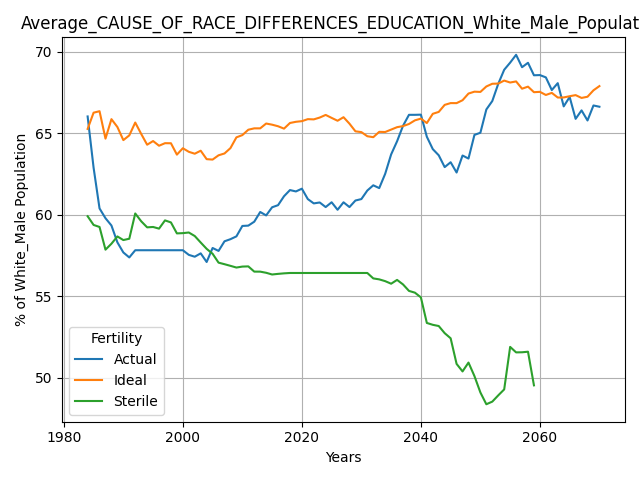 Average_CAUSE_OF_RACE_DIFFERENCES_EDUCATION_White_Male_Populat
% of White_Male Population
70
65
60
55
50
Fertility
Actual
Ideal
Sterile
1980
2000
2020
2040
2060
Years